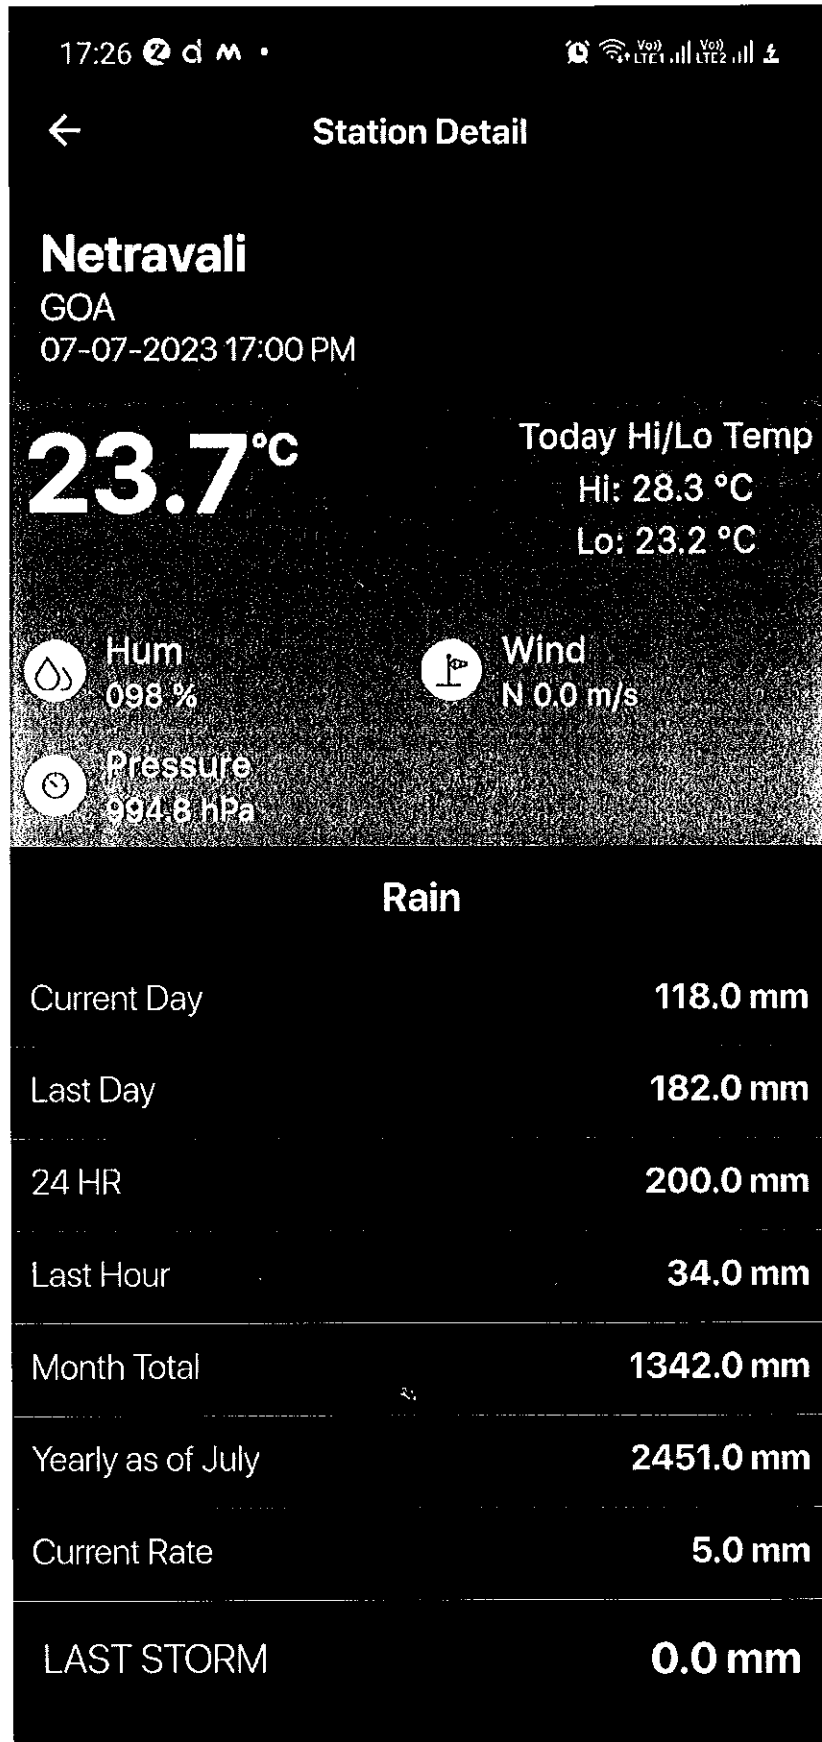 17:26
Vo)) LTE1 Vo)) LTE2
Station Detail
Netravali
GOA
07-07-2023 17:00 PM
23.7°C
Today Hi/Lo Temp
Hi: 28.3 °C
Lo: 23.2 °C
Hum
098 %
Wind
N 0.0 m/s
Pressure
994.8 hPa
Rain
Current Day 118.0 mm
Last Day 182.0 mm
24 HR 200.0 mm
Last Hour 34.0 mm
Month Total 1342.0 mm
Yearly as of July 2451.0 mm
Current Rate 5.0 mm
LAST STORM 0.0 mm